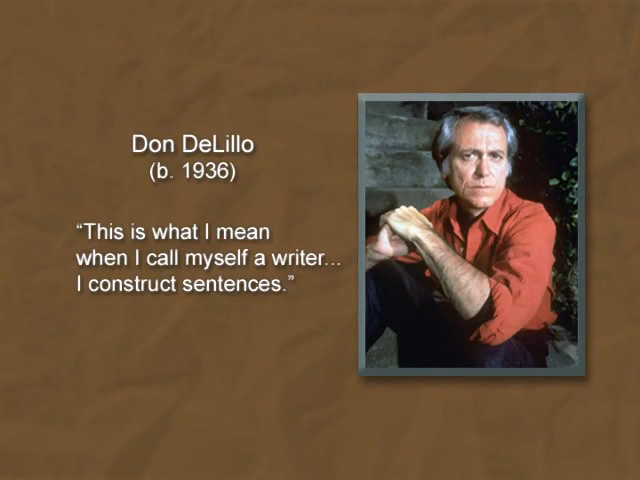 Don DeLillo
(b. 1936)
“This is what I mean
when I call myself a writer...
I construct sentences.”